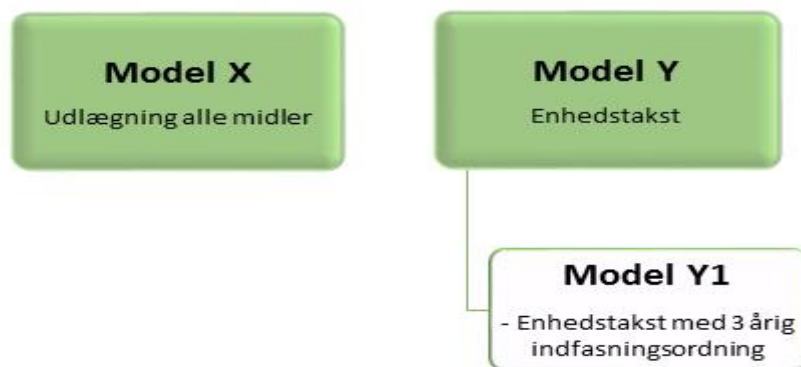 Model X
Udlægning alle midler
Model Y
Enhedstakst
Model Y1
- Enhedstakst med 3 årig
indfasningsordning